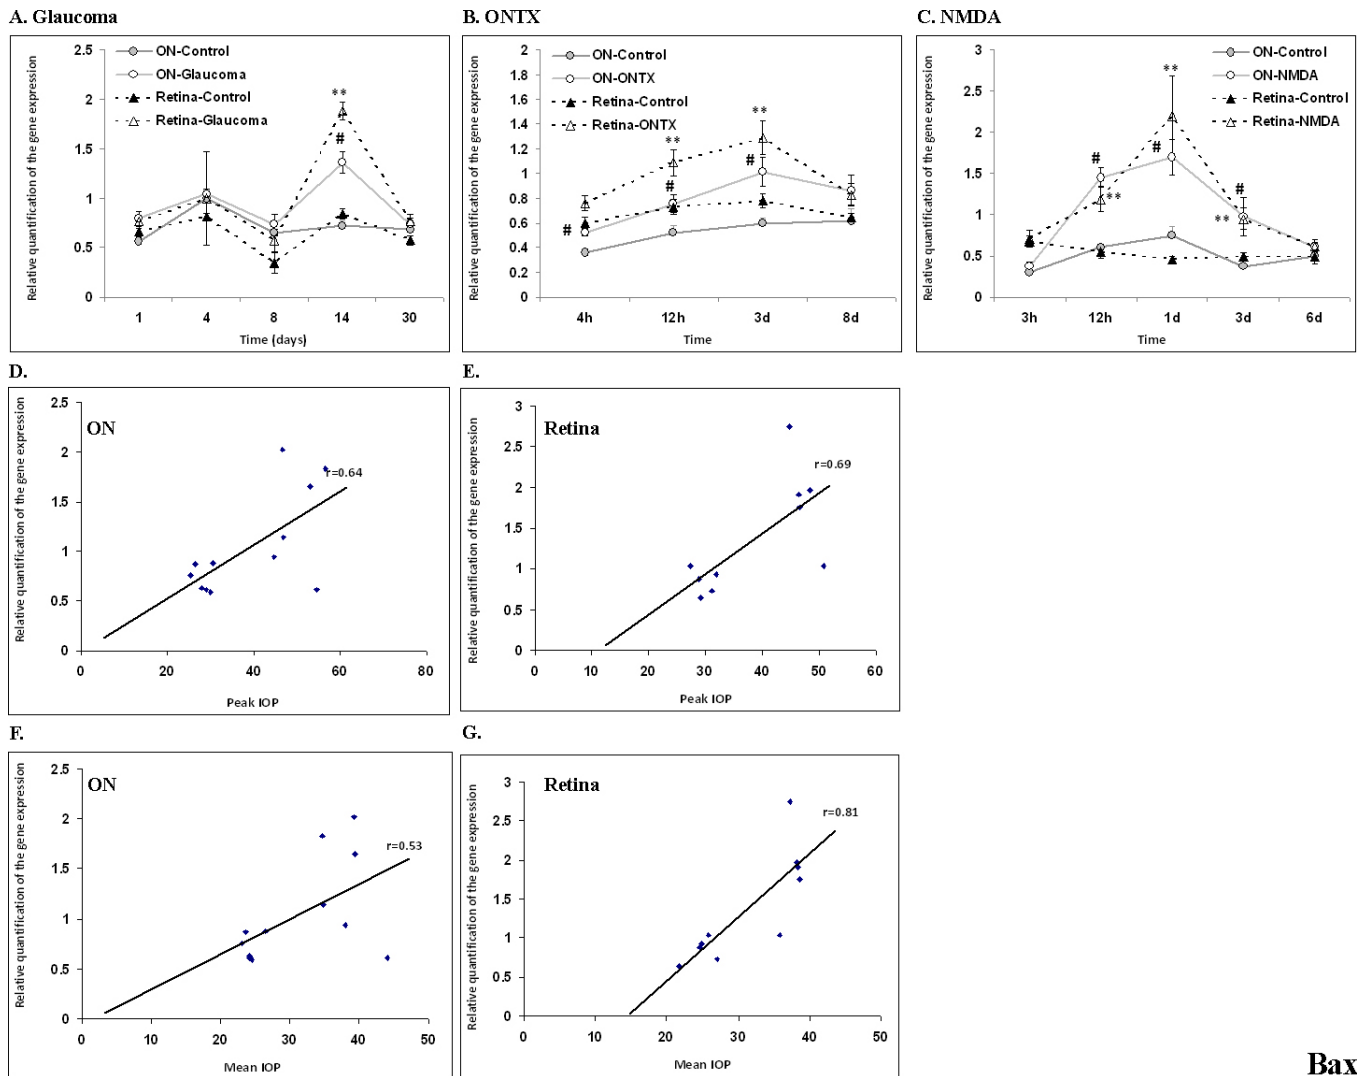 A. Glaucoma
Relative quantification of the gene expression
2.5
2
1.5
1
0.5
0
ON-Control
ON-Glaucoma
Retina-Control
Retina-Glaucoma
**
#
1 4 8 14 30
Time (days)
B. ONTX
Relative quantification of the gene expression
2
1.8
1.6
1.4
1.2
1
0.8
0.6
0.4
0.2
0
ON-Control
ON-ONTX
Retina-Control
Retina-ONTX
**
**
#
#
#
4h 12h 3d 8d
Time
C. NMDA
Relative quantification of the gene expression
3
2.5
2
1.5
1
0.5
0
ON-Control
ON-NMDA
Retina-Control
Retina-NMDA
**
#
#
**
#
**
3h 12h 1d 3d 6d
Time
D.
Relative quantification of the gene expression
2.5
2
1.5
1
0.5
0
ON
r=0.64
0 20 40 60 80
Peak IOP
E.
Relative quantification of the gene expression
3
2.5
2
1.5
1
0.5
0
Retina
r=0.69
0 10 20 30 40 50 60
Peak IOP
F.
Relative quantification of the gene expression
2.5
2
1.5
1
0.5
0
ON
r=0.53
0 10 20 30 40 50
Mean IOP
G.
Relative quantification of the gene expression
3
2.5
2
1.5
1
0.5
0
Retina
r=0.81
0 10 20 30 40 50
Mean IOP
Bax